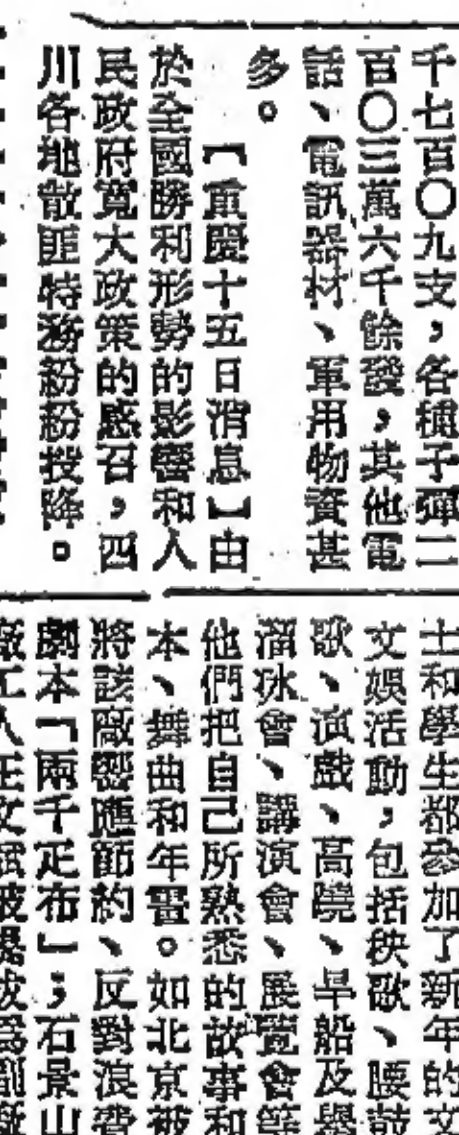 千七百〇九支，各種子彈二
百〇三萬六千餘發，其他電
話、電訊器材、軍用物資甚
多。
【重慶十五日消息】由
於全國勝利形勢的影響和人
民政府寬大政策的感召，四
川各地散匪特務紛紛投降。
士和學生都參加了新年的文
文娛活動，包括秧歌、腰鼓
歌、演戲、高蹺、旱船及舉
溜冰會、講演會、展覽會等
他們把自己所熟悉的故事和
本、舞曲和年畫。如北京被
將該廠響應節約、反對浪費
劇本「兩千疋布」；石景山
廠工人王文